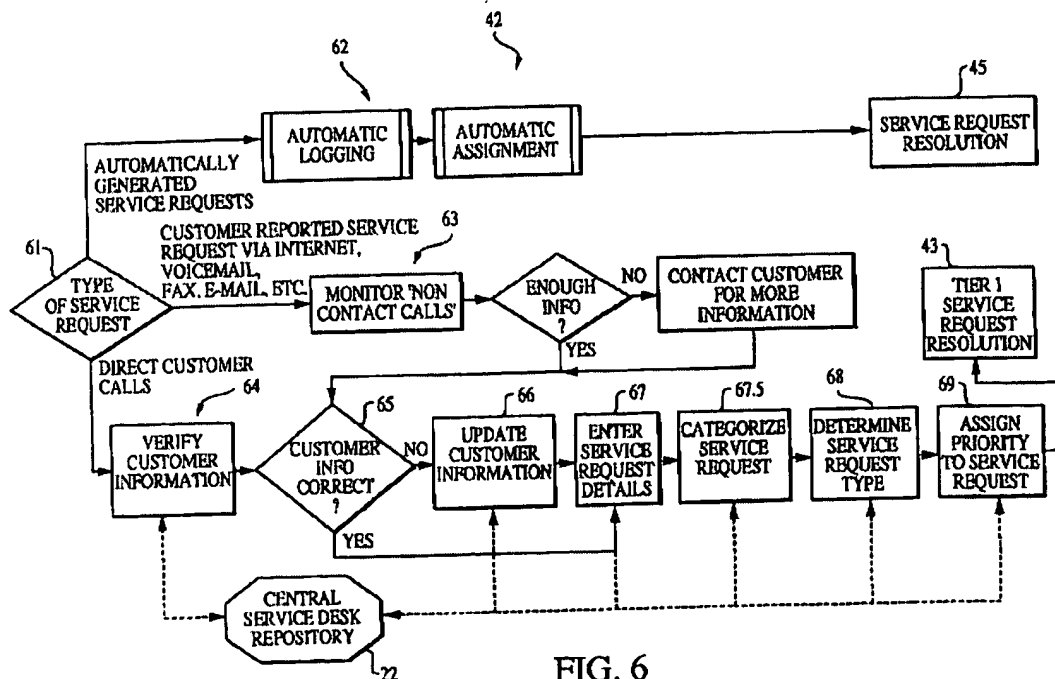 42
62
45
AUTOMATIC
LOGGING
AUTOMATIC
ASSIGNMENT
SERVICE REQUEST
RESOLUTION
AUTOMATICALLY
GENERATED
SERVICE REQUESTS
61
TYPE
OF SERVICE
REQUEST
CUSTOMER REPORTED SERVICE
REQUEST VIA INTERNET,
VOICEMAIL,
FAX, E-MAIL, ETC.
63
MONITOR 'NON
CONTACT CALLS'
ENOUGH
INFO
?
NO
YES
CONTACT CUSTOMER
FOR MORE
INFORMATION
43
TIER 1
SERVICE
REQUEST
RESOLUTION
DIRECT CUSTOMER
CALLS
64
VERIFY
CUSTOMER
INFORMATION
65
CUSTOMER
INFO
CORRECT
?
NO
YES
66
UPDATE
CUSTOMER
INFORMATION
67
ENTER
SERVICE
REQUEST
DETAILS
67.5
CATEGORIZE
SERVICE
REQUEST
68
DETERMINE
SERVICE
REQUEST
TYPE
69
ASSIGN
PRIORITY
TO SERVICE
REQUEST
CENTRAL
SERVICE DESK
REPOSITORY
22
FIG. 6